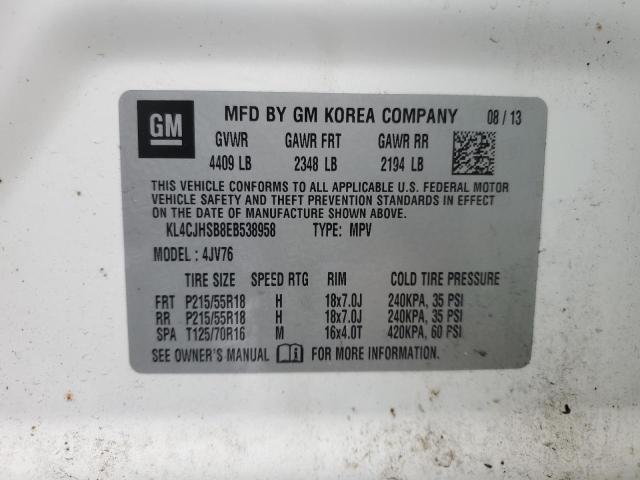 GM MFD BY GM KOREA COMPANY 08 / 13
GVWR GAWR FRT GAWR RR
4409 LB 2348 LB 2194 LB
THIS VEHICLE CONFORMS TO ALL APPLICABLE U.S. FEDERAL MOTOR
VEHICLE SAFETY AND THEFT PREVENTION STANDARDS IN EFFECT ON THE
DATE OF MANUFACTURE SHOWN ABOVE.
KL4CJHSB8EB538958 TYPE: MPV
MODEL : 4JV76
TIRE SIZE SPEED RTG RIM COLD TIRE PRESSURE
FRT P215/55R18 H 18x7.0J 240KPA, 35 PSI
RR P215/55R18 H 18x7.0J 240KPA, 35 PSI
SPA T125/70R16 M 16x4.0T 420KPA, 60 PSI
SEE OWNER'S MANUAL FOR MORE INFORMATION.